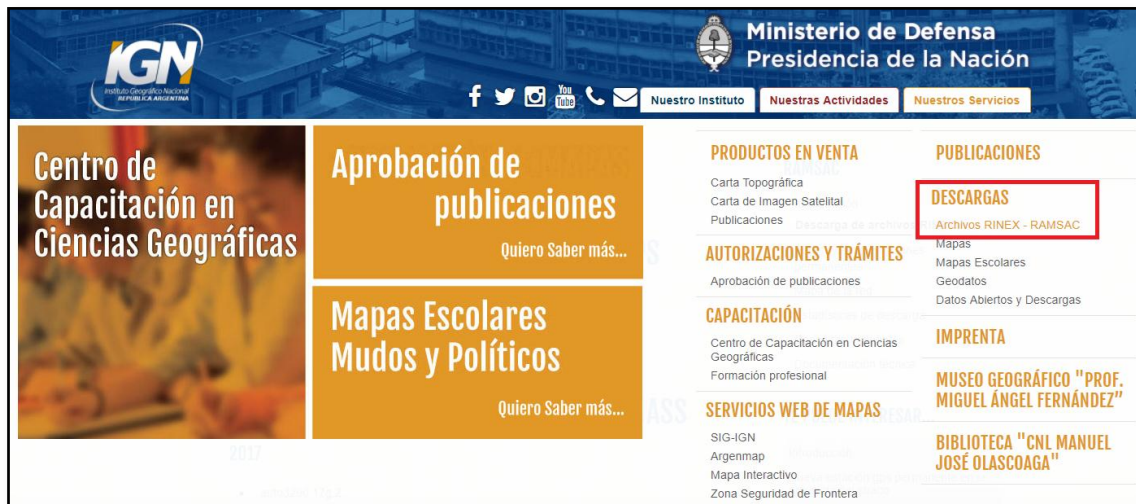 IGN
Instituto Geográfico Nacional
REPÚBLICA ARGENTINA
Ministerio de Defensa
Presidencia de la Nación
You
Tube
Nuestro Instituto
Nuestras Actividades
Nuestros Servicios
Centro de
Capacitación en
Ciencias Geográficas
Aprobación de
publicaciones
Quiero Saber más...
Mapas Escolares
Mudos y Políticos
Quiero Saber más...
PRODUCTOS EN VENTA
Carta Topográfica
Carta de Imagen Satelital
Publicaciones
AUTORIZACIONES Y TRÁMITES
Aprobación de publicaciones
CAPACITACIÓN
Centro de Capacitación en Ciencias
Geográficas
Formación profesional
SERVICIOS WEB DE MAPAS
SIG-IGN
Argenmap
Mapa Interactivo
Zona Seguridad de Frontera
PUBLICACIONES
DESCARGAS
Archivos RINEX - RAMSAC
Mapas
Mapas Escolares
Geodatos
Datos Abiertos y Descargas
IMPRENTA
MUSEO GEOGRÁFICO "PROF.
MIGUEL ÁNGEL FERNÁNDEZ"
BIBLIOTECA "CNL MANUEL
JOSÉ OLASCOAGA"
2017